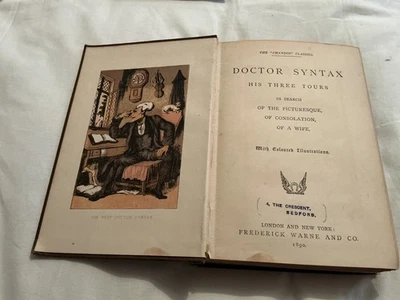 THE "CHANDOS" CLASSICS.
DOCTOR SYNTAX
HIS THREE TOURS
IN SEARCH
OF THE PICTURESQUE,
OF CONSOLATION,
OF A WIFE.
With Coloured Illustrations.
4, THE CRESCENT,
BEDFORD.
LONDON AND NEW YORK:
FREDERICK WARNE AND CO.
1890.